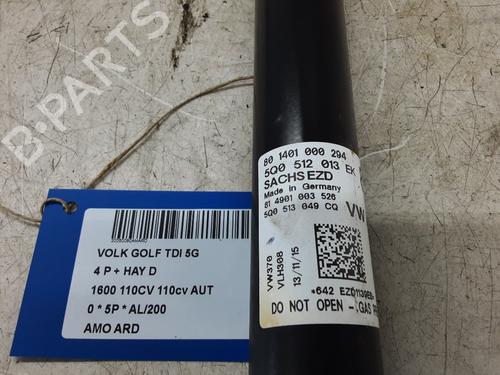 B-PARTS
VOLK GOLF TDI 5G
4 P + HAY D
1600 110CV 110cv AUT
0 * 5P * AL/200
AMO ARD
80 1401 000 294
5Q0 512 013 EK
SACHS EZD
Made in Germany
81 4901 003 526
5Q0 513 049 CQ
VW
VW370
VLH308
13/11/15
DO NOT OPEN - GAS